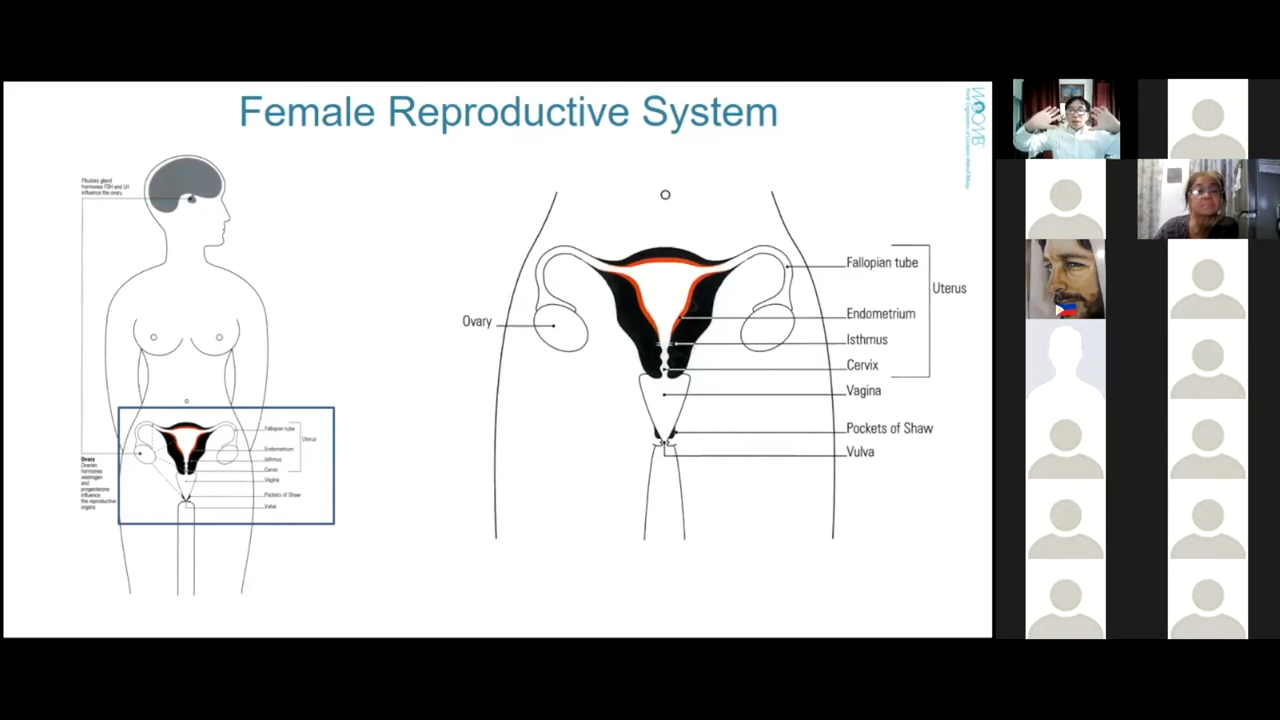 Female Reproductive System
WOOMB
Pituitary gland
hormones FSH and LH
influence the ovary.
Ovary
Ovarian
hormones
oestrogen
and
progesterone
influence
the reproductive
organs
Fallopian tube
Uterus
Endometrium
Isthmus
Cervix
Vagina
Pockets of Shaw
Vulva
Ovary
Fallopian tube
Uterus
Endometrium
Isthmus
Cervix
Vagina
Pockets of Shaw
Vulva